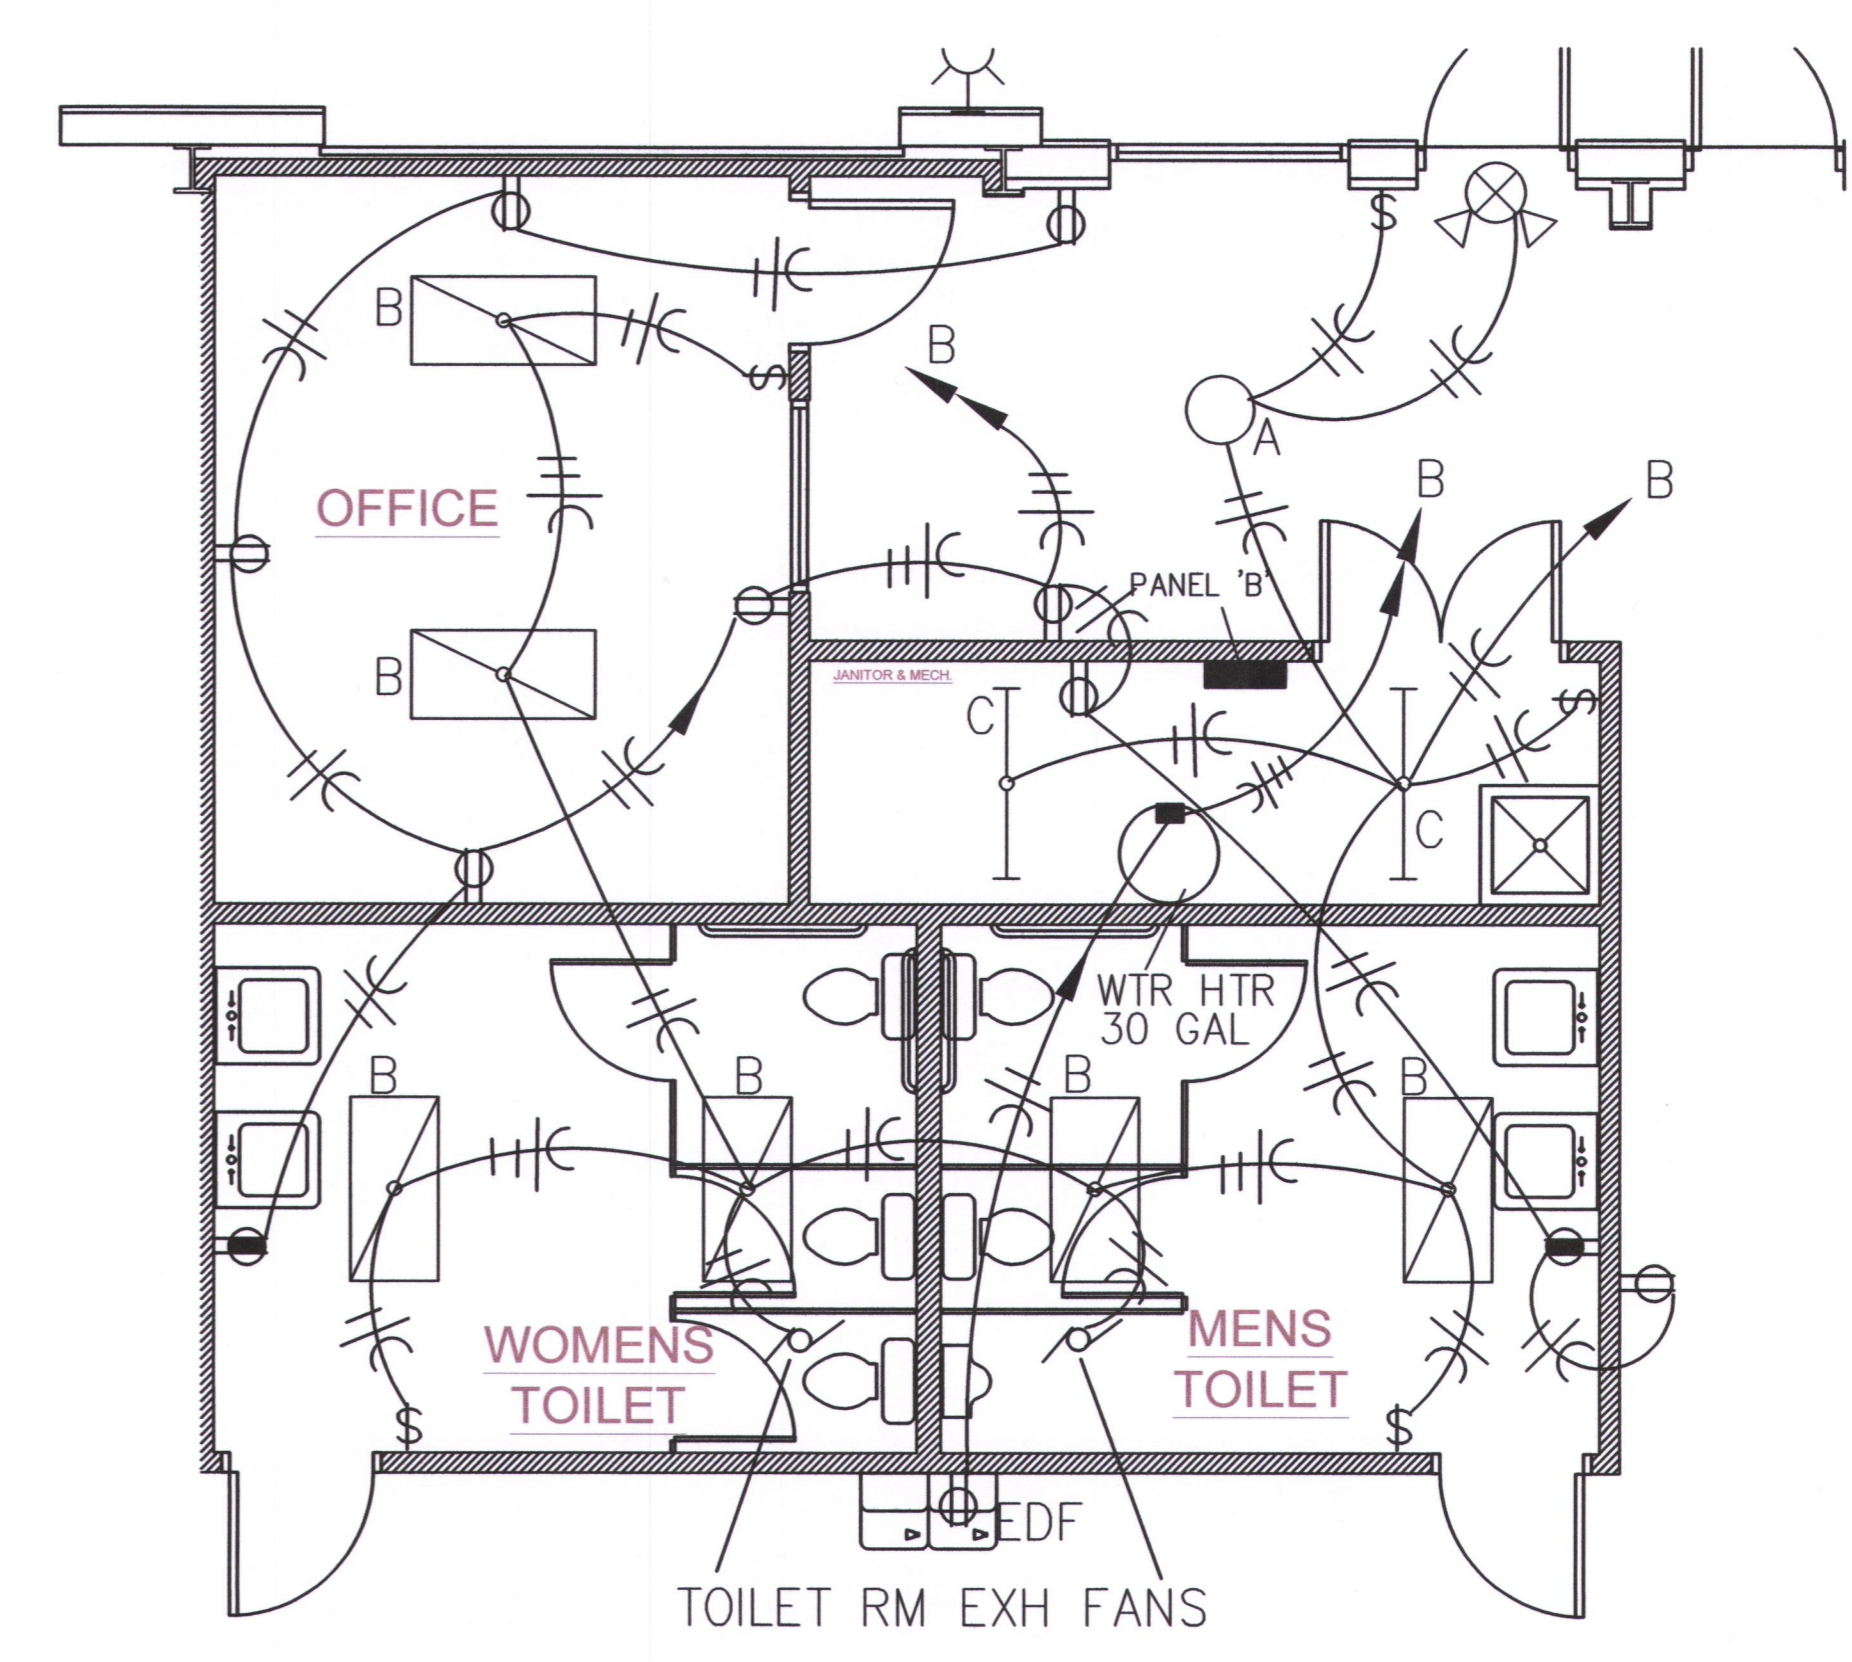 B
B
A
B
B
OFFICE
PANEL 'B'
B
JANITOR & MECH.
C
C
WTR HTR
30 GAL
B
B
B
B
WOMENS
TOILET
MENS
TOILET
EDF
TOILET RM EXH FANS
$
$
$
$
$